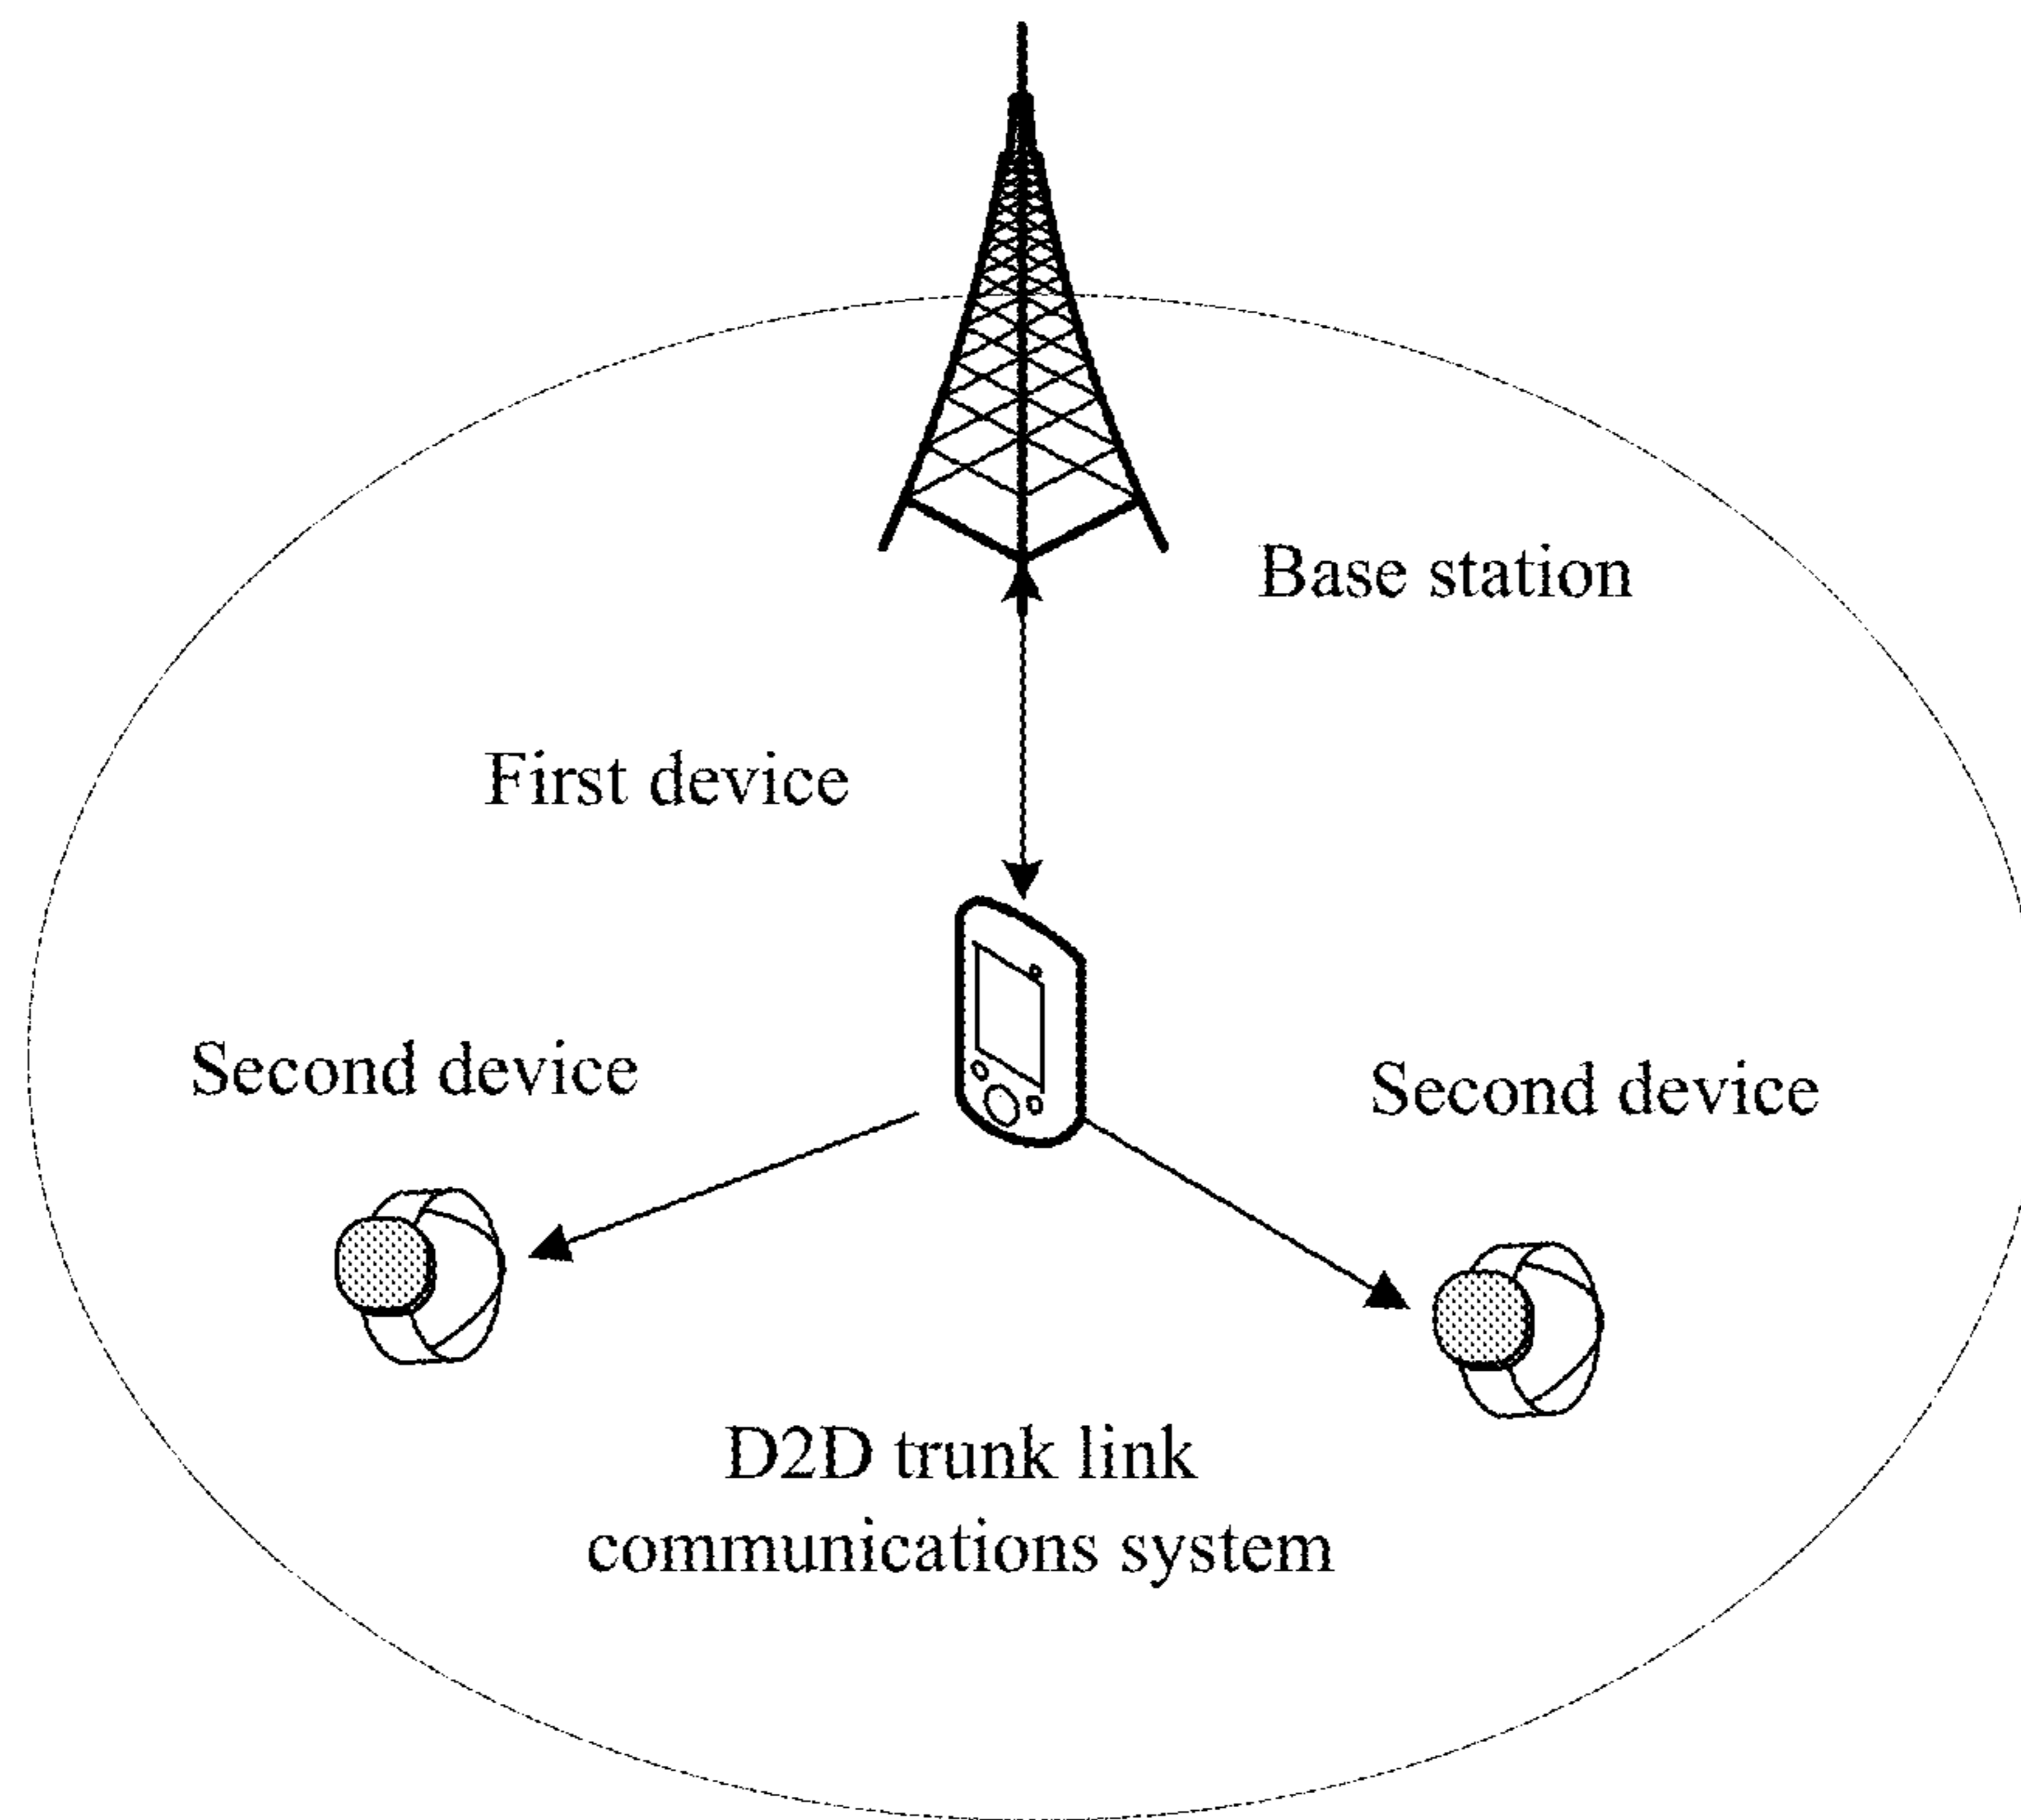 Base station
First device
Second device
Second device
D2D trunk link
communications system